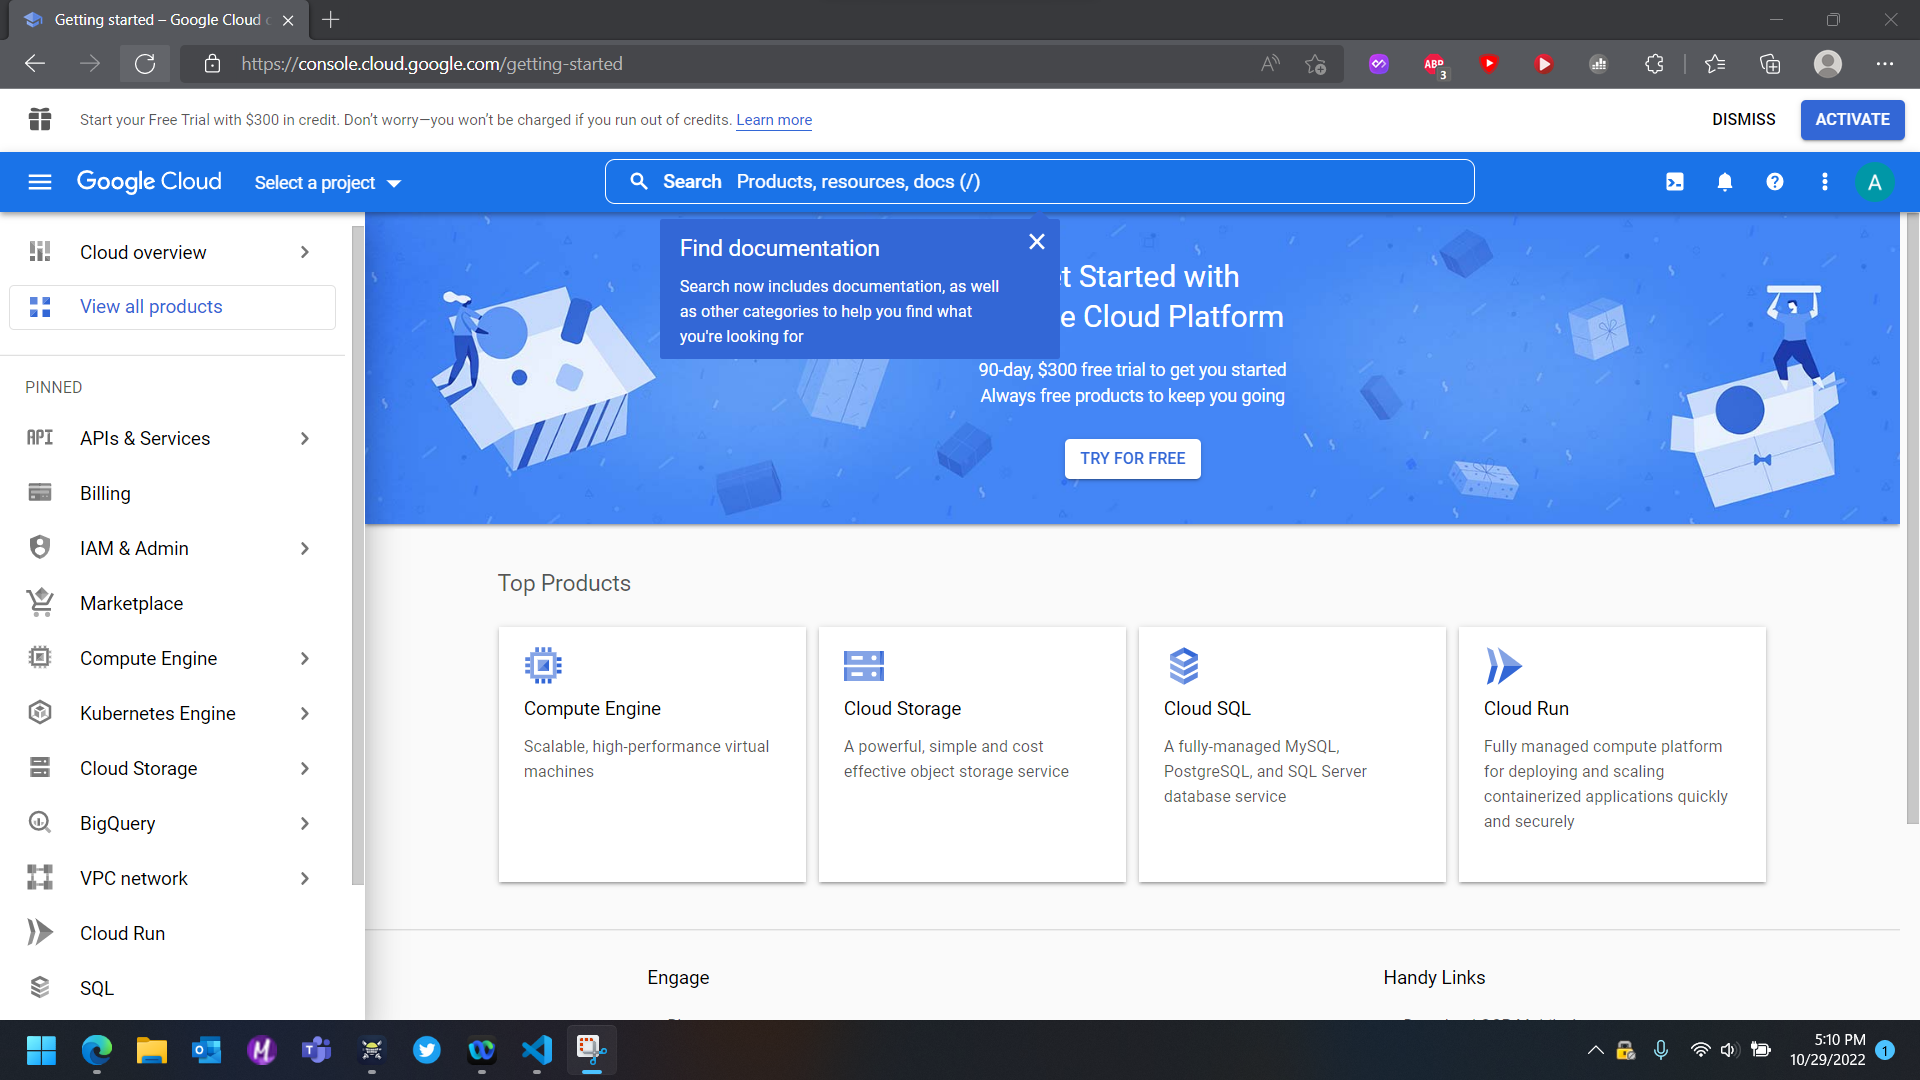 Getting started – Google Cloud c
https://console.cloud.google.com/getting-started
ABP
3
Start your Free Trial with $300 in credit. Don't worry—you won't be charged if you run out of credits. Learn more
DISMISS
ACTIVATE
Google Cloud
Select a project
Search Products, resources, docs (/)
A
Cloud overview
View all products
PINNED
API APIs & Services
Billing
IAM & Admin
Marketplace
Compute Engine
Kubernetes Engine
Cloud Storage
BigQuery
VPC network
Cloud Run
SQL
Find documentation
Search now includes documentation, as well
as other categories to help you find what
you're looking for
t Started with
e Cloud Platform
90-day, $300 free trial to get you started
Always free products to keep you going
TRY FOR FREE
Top Products
Compute Engine
Scalable, high-performance virtual
machines
Cloud Storage
A powerful, simple and cost
effective object storage service
Cloud SQL
A fully-managed MySQL,
PostgreSQL, and SQL Server
database service
Cloud Run
Fully managed compute platform
for deploying and scaling
containerized applications quickly
and securely
Engage
Handy Links
5:10 PM
10/29/2022
1